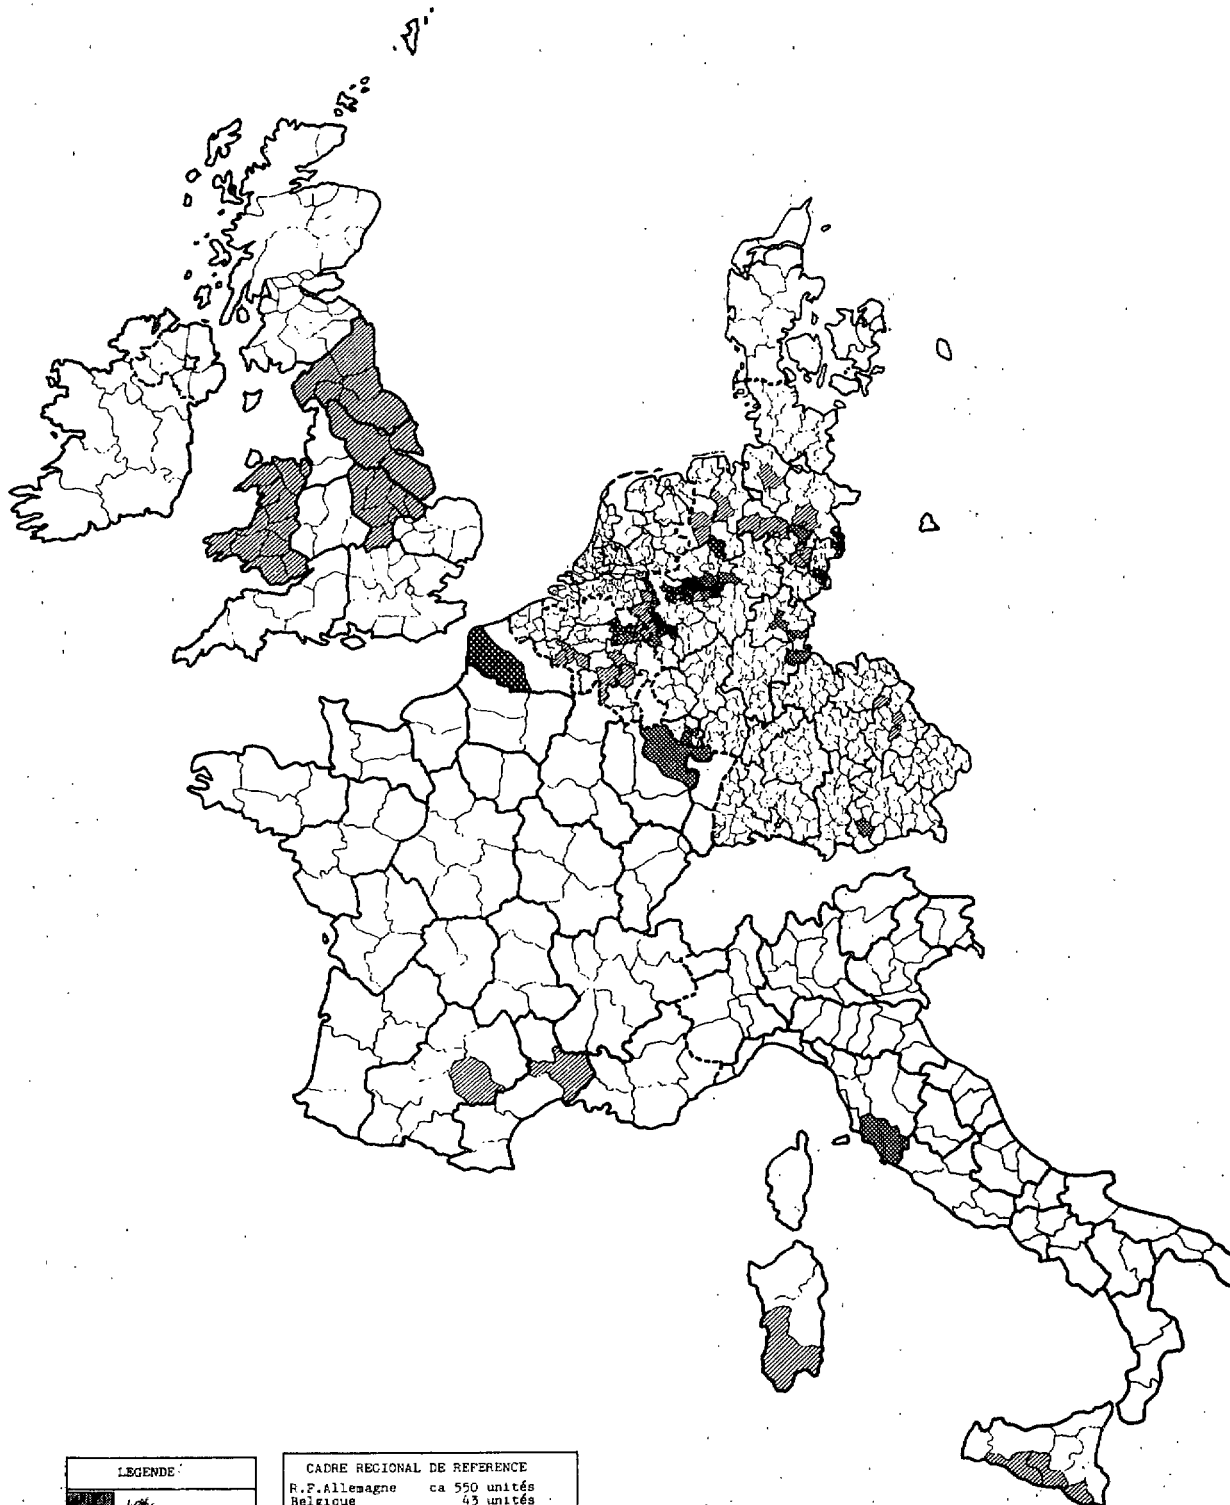 LEGENDE
CADRE REGIONAL DE REFERENCE
R.F.Allemagne ca 550 unités
Belgique 43 unités